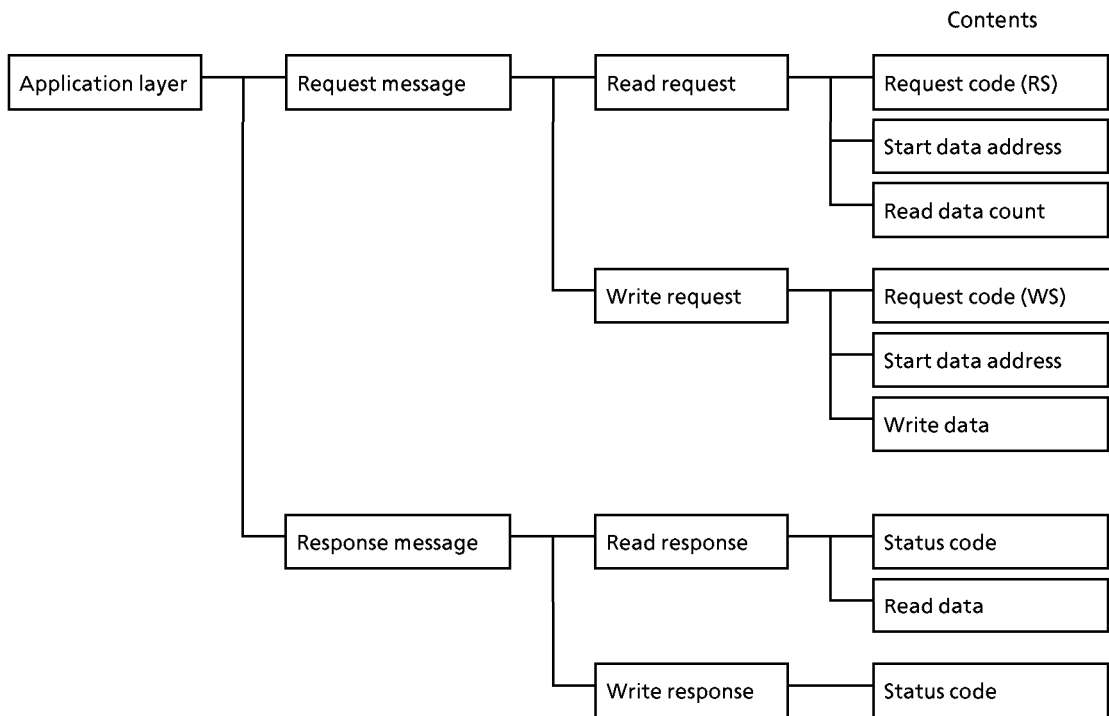 Contents
Application layer
Request message
Read request
Request code (RS)
Start data address
Read data count
Write request
Request code (WS)
Start data address
Write data
Response message
Read response
Status code
Read data
Write response
Status code